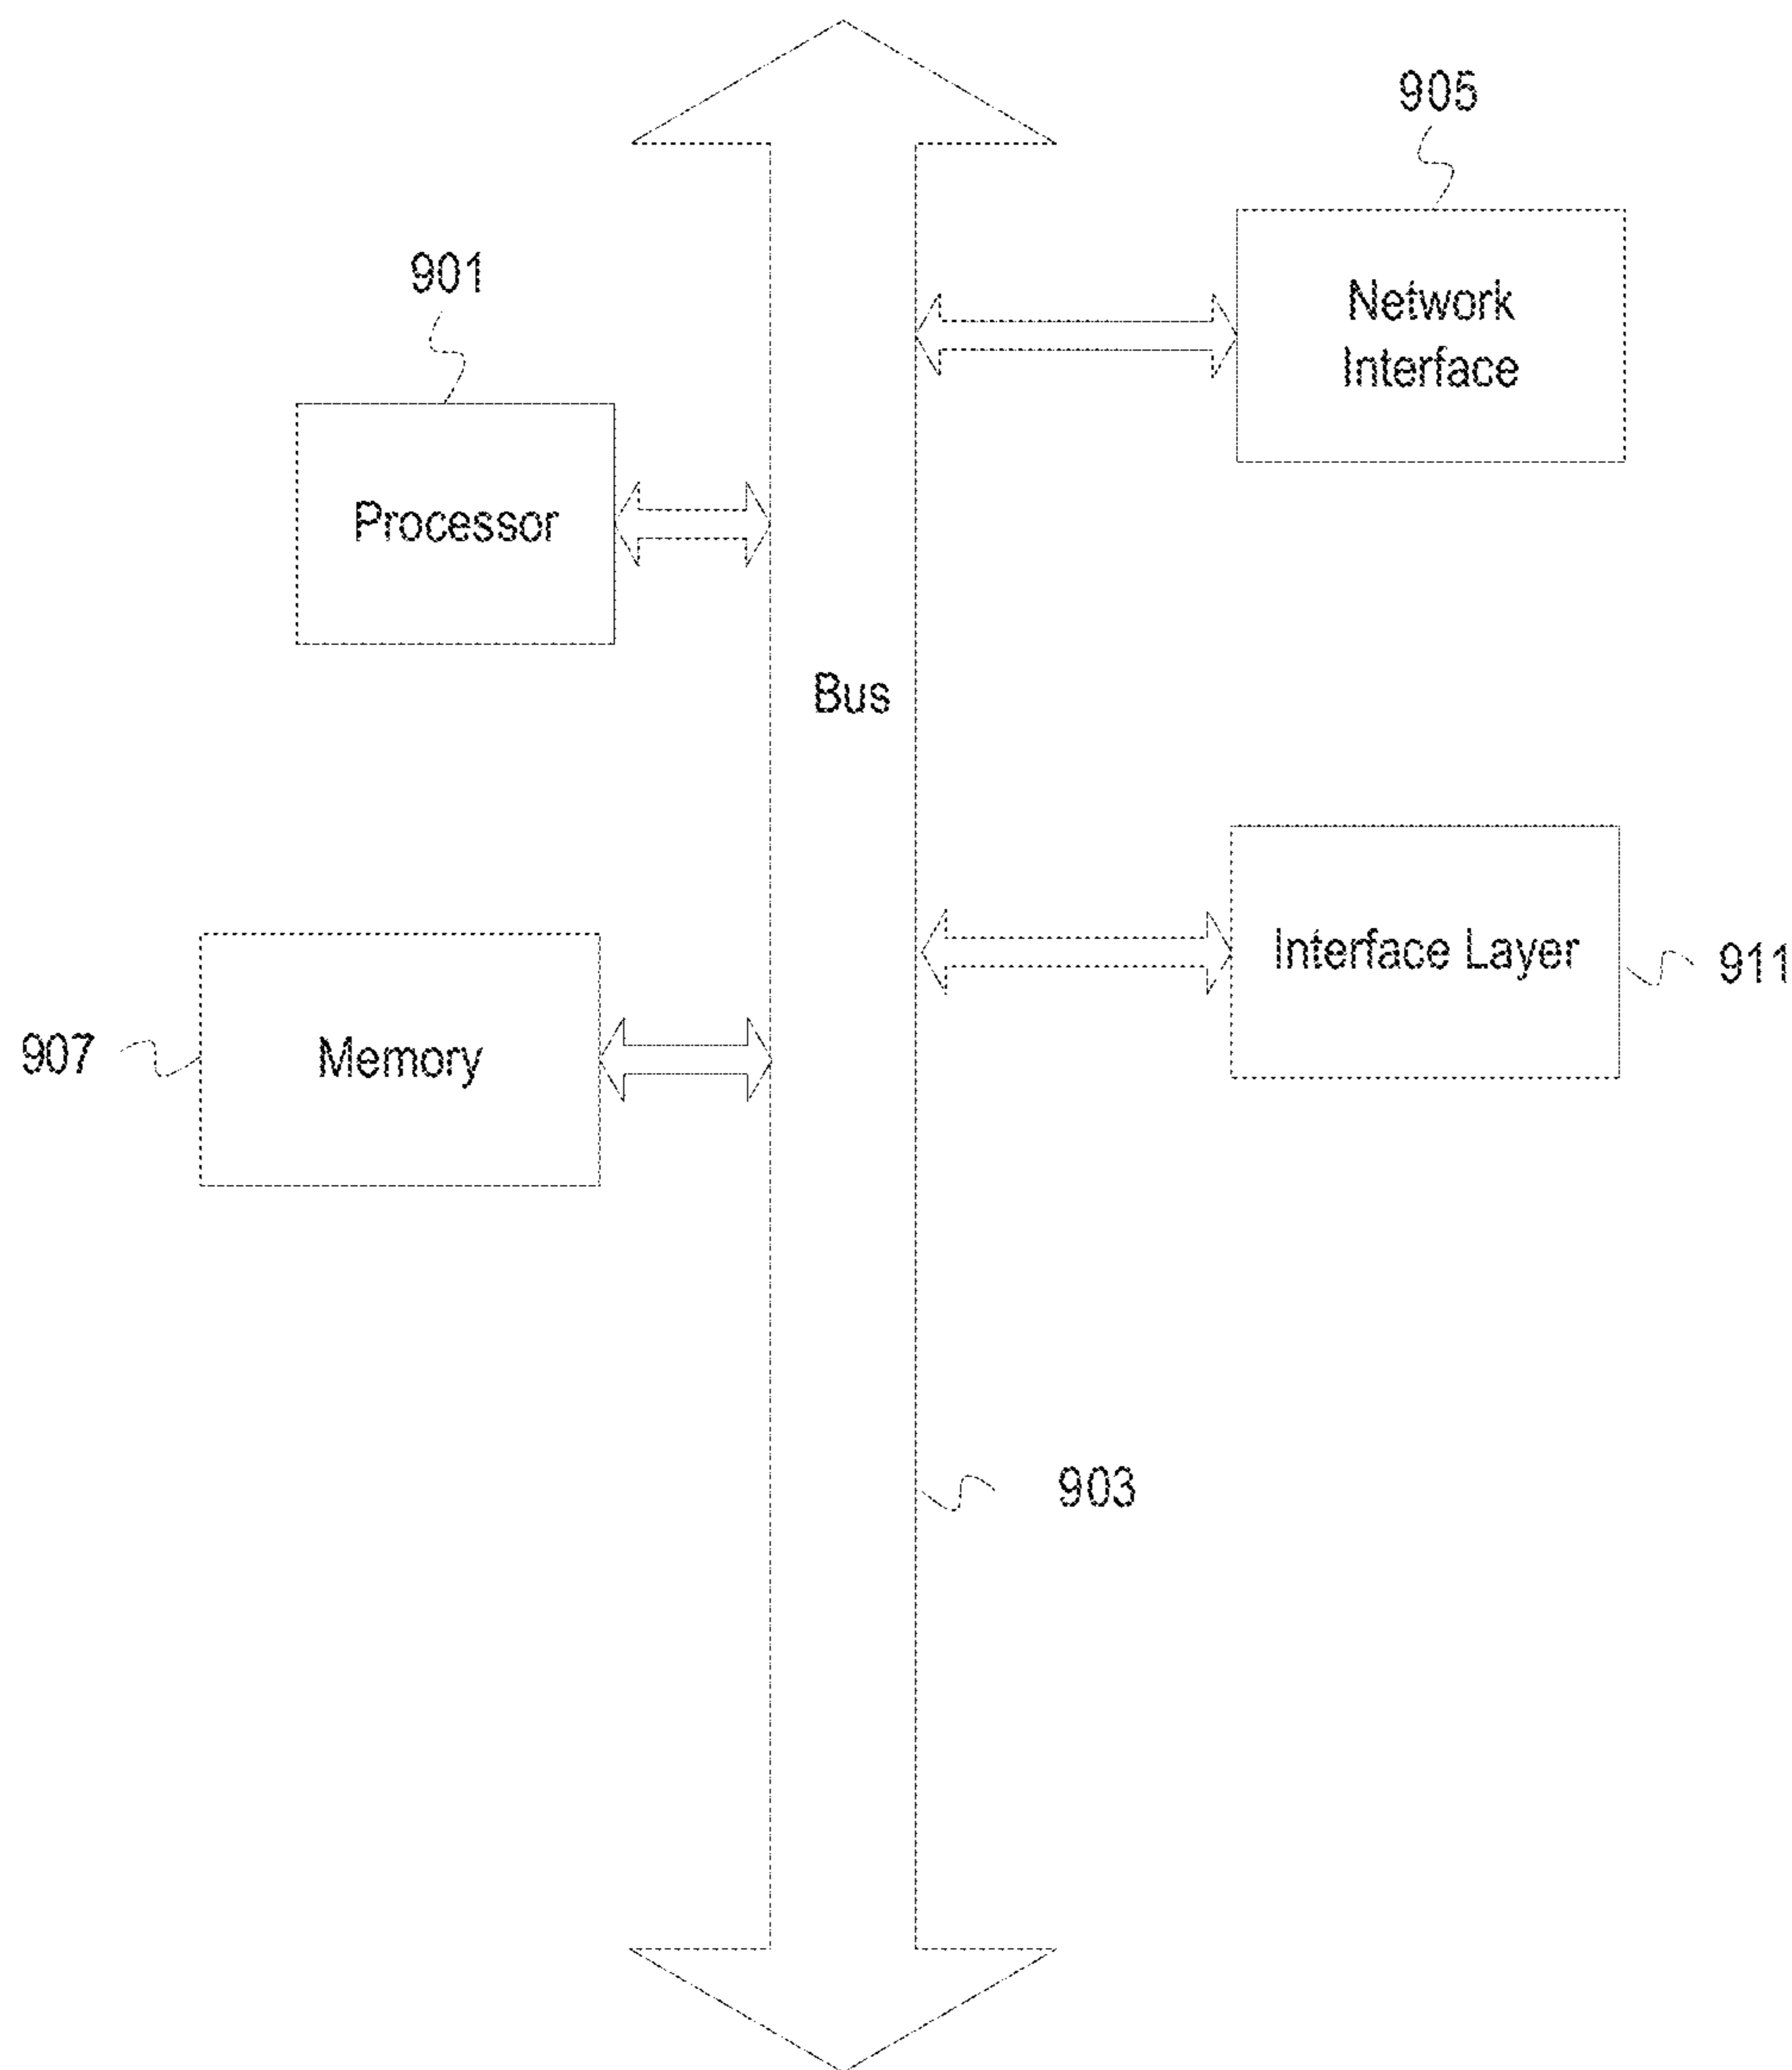 905
901
Network
Interface
Processor
Bus
Interface Layer
911
907
Memory
903